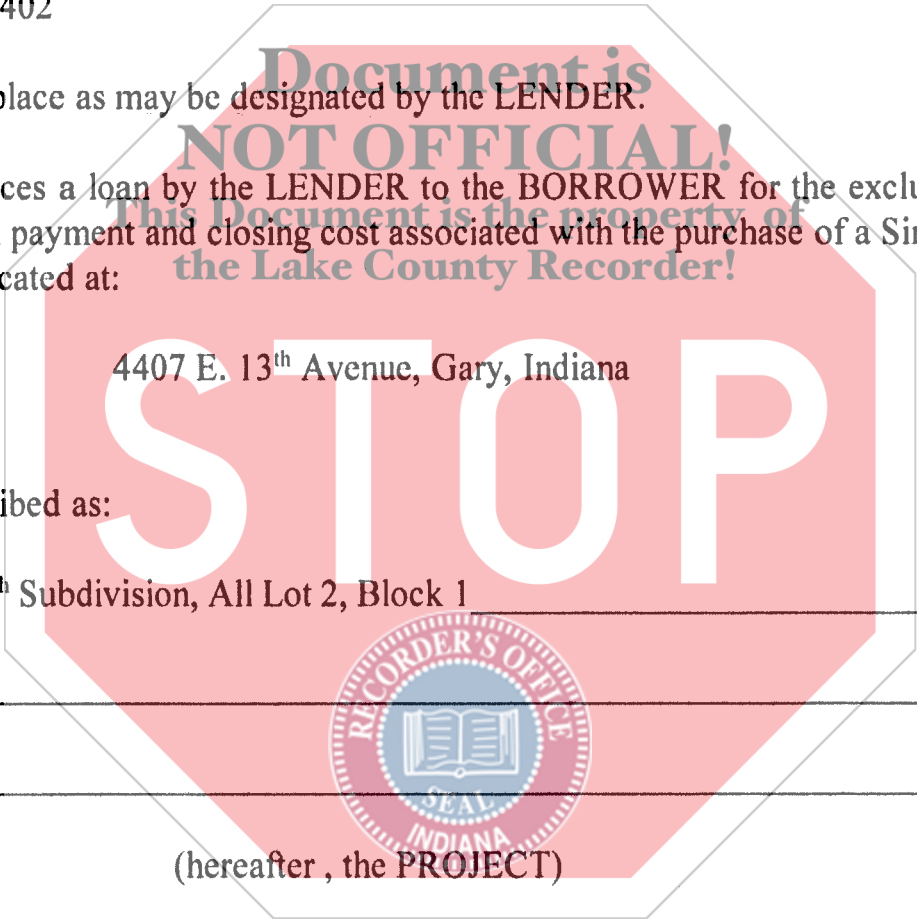 402
Document is
place as may be designated by the LENDER.
NOT OFFICIAL!
ces a loan by the LENDER to the BORROWER for the exclu
This Document is the property of
payment and closing cost associated with the purchase of a Sin
the Lake County Recorder!
cated at:
4407 E. 13th Avenue, Gary, Indiana
STOP
ibed as:
h Subdivision, All Lot 2, Block 1
RECORDER'S OFFICE
SEAL
INDIANA
(hereafter , the PROJECT)